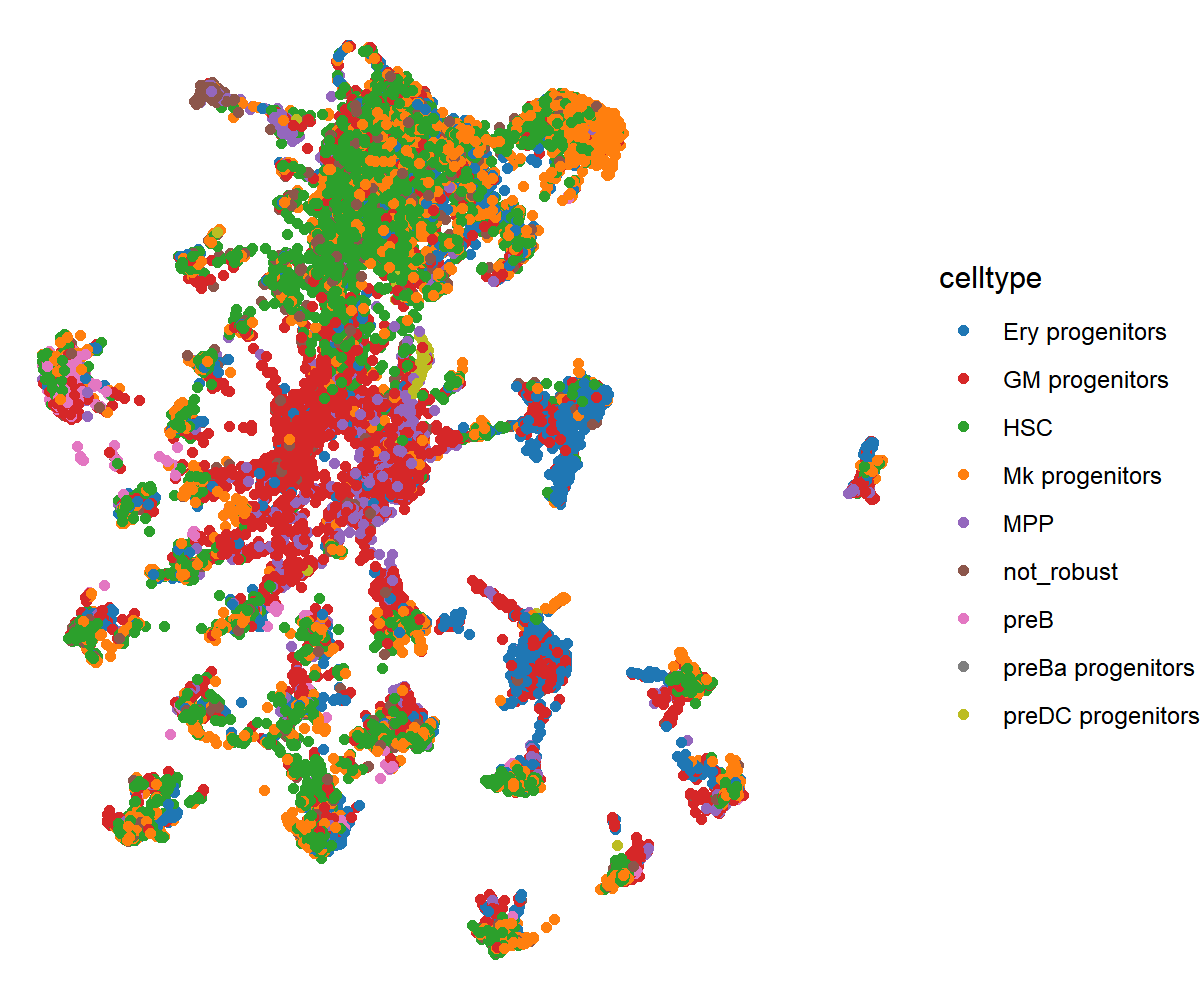 celltype
Ery progenitors
GM progenitors
HSC
Mk progenitors
MPP
not_robust
preB
preBa progenitors
preDC progenitors